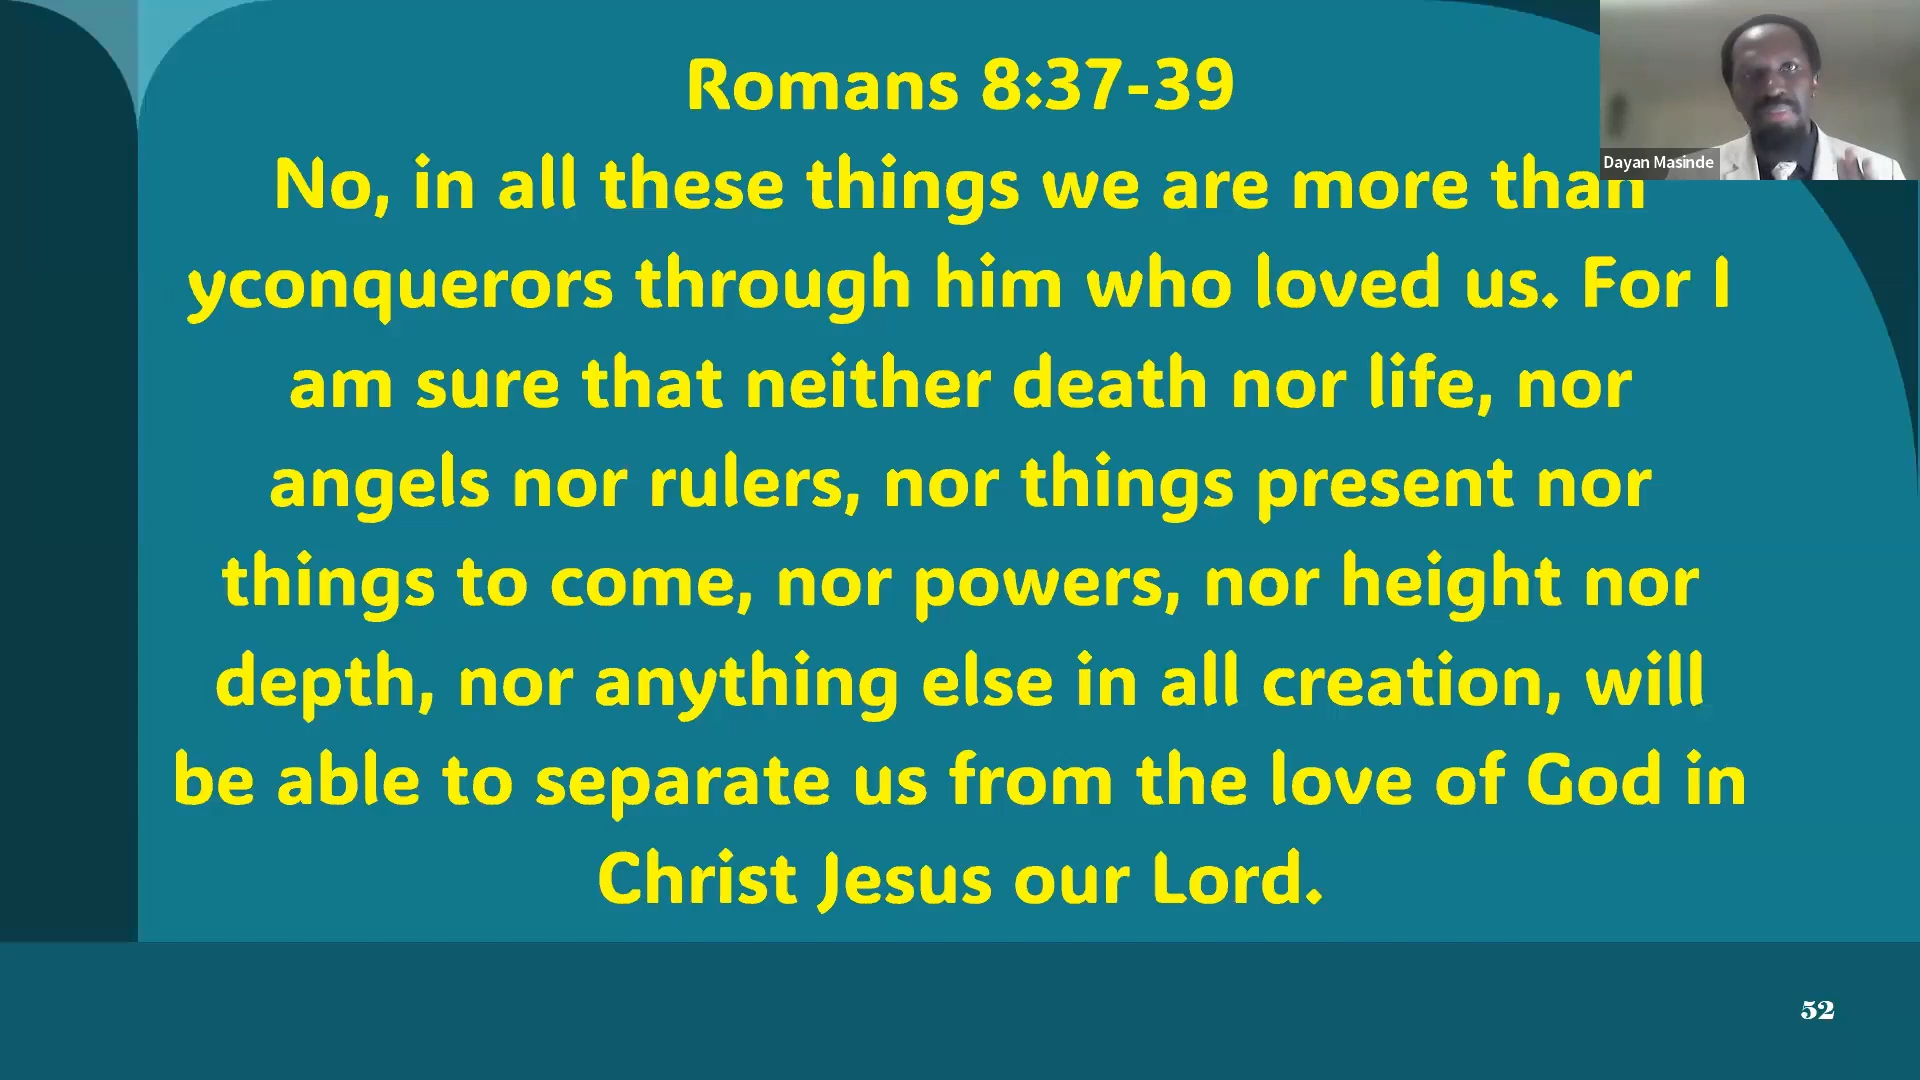 Romans 8:37-39
No, in all these things we are more than
yconquerors through him who loved us. For I
am sure that neither death nor life, nor
angels nor rulers, nor things present nor
things to come, nor powers, nor height nor
depth, nor anything else in all creation, will
be able to separate us from the love of God in
Christ Jesus our Lord.
Dayan Masinde
52